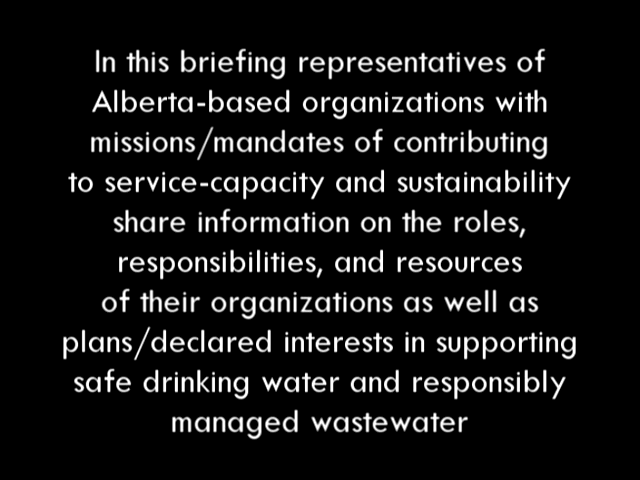 In this briefing representatives of
Alberta-based organizations with
missions/mandates of contributing
to service-capacity and sustainability
share information on the roles,
responsibilities, and resources
of their organizations as well as
plans/declared interests in supporting
safe drinking water and responsibly
managed wastewater